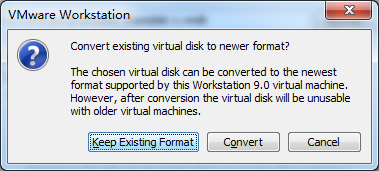 VMware Workstation
Convert existing virtual disk to newer format?
The chosen virtual disk can be converted to the newest
format supported by this Workstation 9.0 virtual machine.
However, after conversion the virtual disk will be unusable
with older virtual machines.
Keep Existing Format
Convert
Cancel